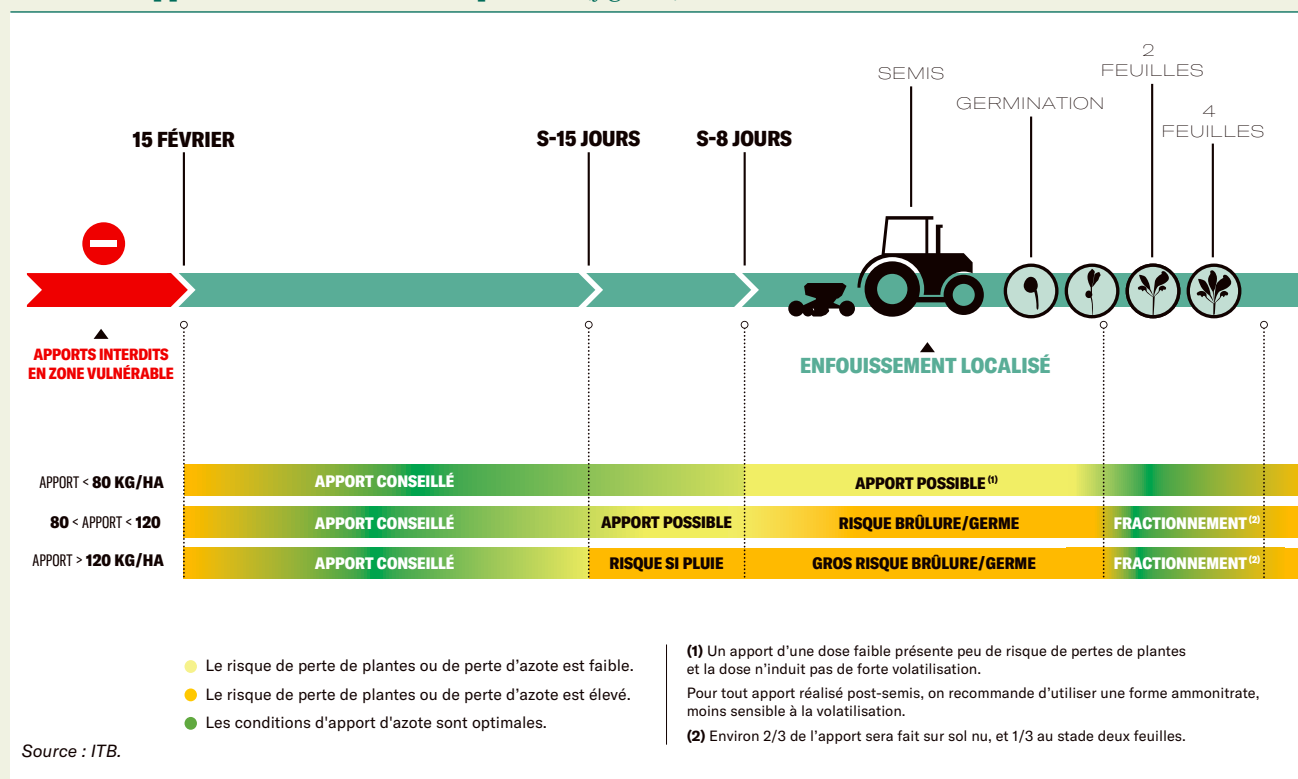 SEMIS
2
FEUILLES
GERMINATION
4
FEUILLES
15 FÉVRIER
S-15 JOURS
S-8 JOURS
APPORTS INTERDITS
EN ZONE VULNÉRABLE
ENFOUISSEMENT LOCALISÉ
APPORT < 80 KG/HA
APPORT CONSEILLÉ
APPORT POSSIBLE (1)
80 < APPORT < 120
APPORT CONSEILLÉ
APPORT POSSIBLE
RISQUE BRÛLURE/GERME
FRACTIONNEMENT (2)
APPORT > 120 KG/HA
APPORT CONSEILLÉ
RISQUE SI PLUIE
GROS RISQUE BRÛLURE/GERME
FRACTIONNEMENT (2)
Le risque de perte de plantes ou de perte d'azote est faible.
Le risque de perte de plantes ou de perte d'azote est élevé.
Les conditions d'apport d'azote sont optimales.
(1) Un apport d'une dose faible présente peu de risque de pertes de plantes
et la dose n'induit pas de forte volatilisation.
Pour tout apport réalisé post-semis, on recommande d'utiliser une forme ammonitrate,
moins sensible à la volatilisation.
(2) Environ 2/3 de l'apport sera fait sur sol nu, et 1/3 au stade deux feuilles.
Source : ITB.